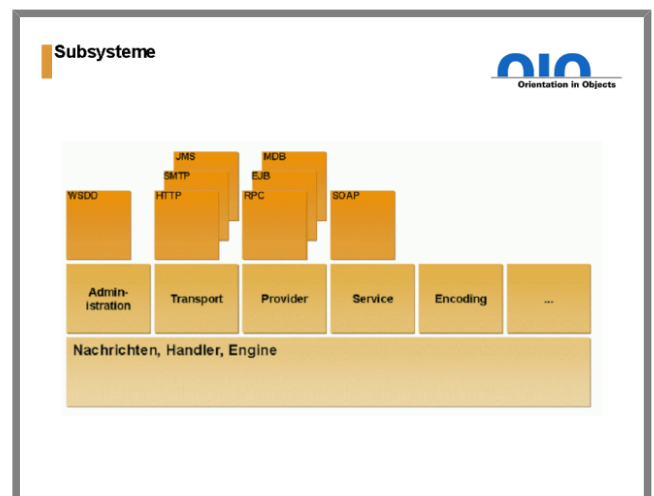 Subsysteme
Orientation in Objects
JMS
MDB
SMTP
EJB
WSDD
HTTP
RPC
SOAP
Admin-
istration
Transport
Provider
Service
Encoding
...
Nachrichten, Handler, Engine